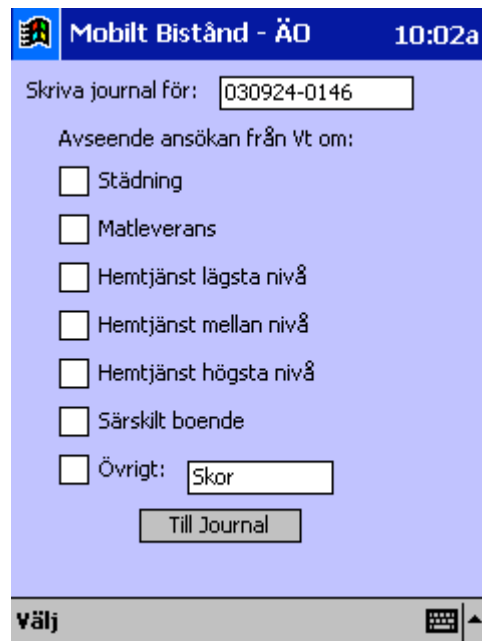 Mobilt Bistånd - ÄO 10:02a
Skriva journal för: 030924-0146
Avseende ansökan från Vt om:
Städning
Matleverans
Hemtjänst lägsta nivå
Hemtjänst mellan nivå
Hemtjänst högsta nivå
Särskilt boende
Övrigt: Skor
Till Journal
Välj